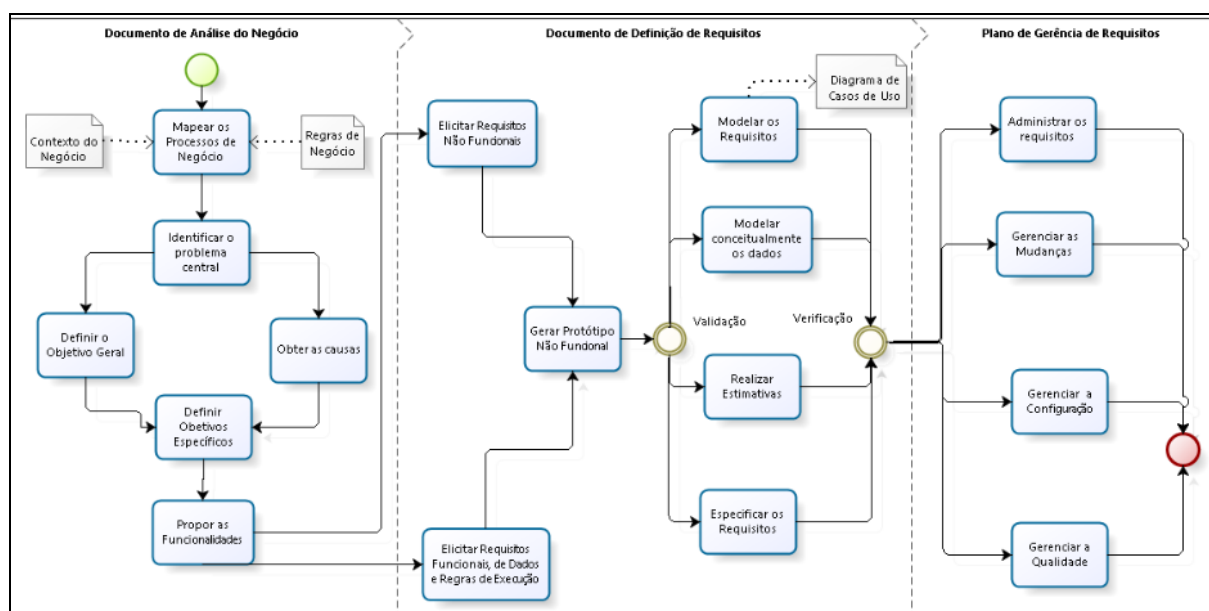 Documento de Análise do Negócio
Documento de Definição de Requisitos
Plano de Gerência de Requisitos
Mapear os
Processos de
Negócio
Contexto do
Negócio
Regras de
Negócio
Identificar o
problema
central
Definir o
Objetivo Geral
Obter as causas
Definir
Obetivos
Específicos
Propor as
Funcionalidades
Elicitar Requisitos
Não Funcionais
Elicitar Requisitos
Funcionais, de Dados
e Regras de Execução
Gerar Protótipo
Não Funcional
Validação
Modelar os
Requisitos
Diagrama de
Casos de Uso
Modelar
conceitualmente
os dados
Realizar
Estimativas
Especificar os
Requisitos
Verificação
Administrar os
requisitos
Gerenciar as
Mudanças
Gerenciar a
Configuração
Gerenciar a
Qualidade